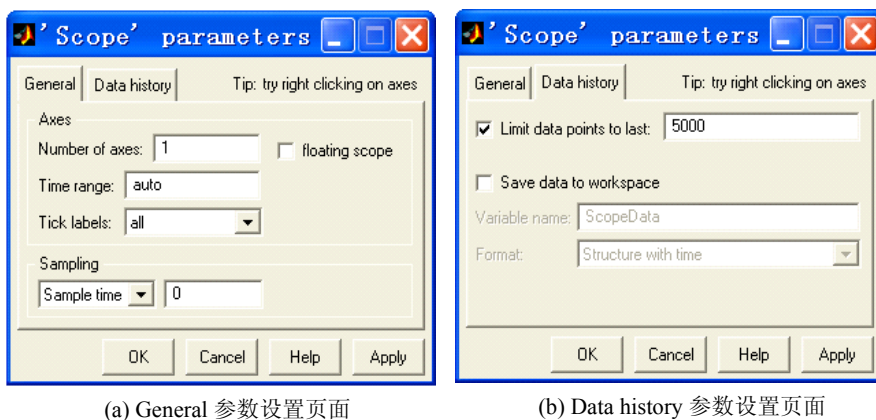 'Scope' parameters
General Data history Tip: try right clicking on axes
Axes
Number of axes: 1 floating scope
Time range: auto
Tick labels: all
Sampling
Sample time 0
OK Cancel Help Apply
(a) General 参数设置页面
'Scope' parameters
General Data history Tip: try right clicking on axes
Limit data points to last: 5000
Save data to workspace
Variable name: ScopeData
Format: Structure with time
OK Cancel Help Apply
(b) Data history 参数设置页面